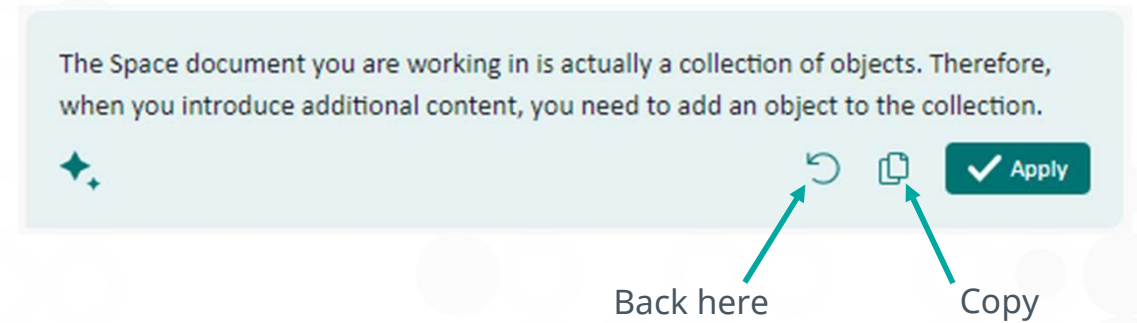 The Space document you are working in is actually a collection of objects. Therefore,
when you introduce additional content, you need to add an object to the collection.
Apply
Back here
Copy